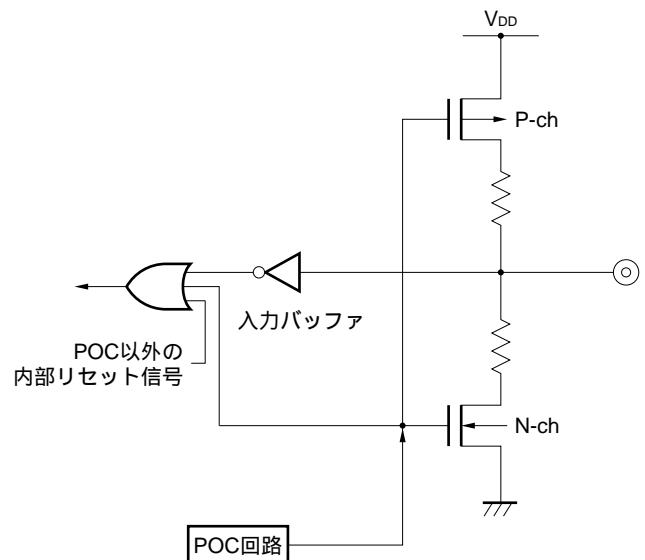 VDD
P-ch
入力バッファ
POC以外の
内部リセット信号
N-ch
POC回路